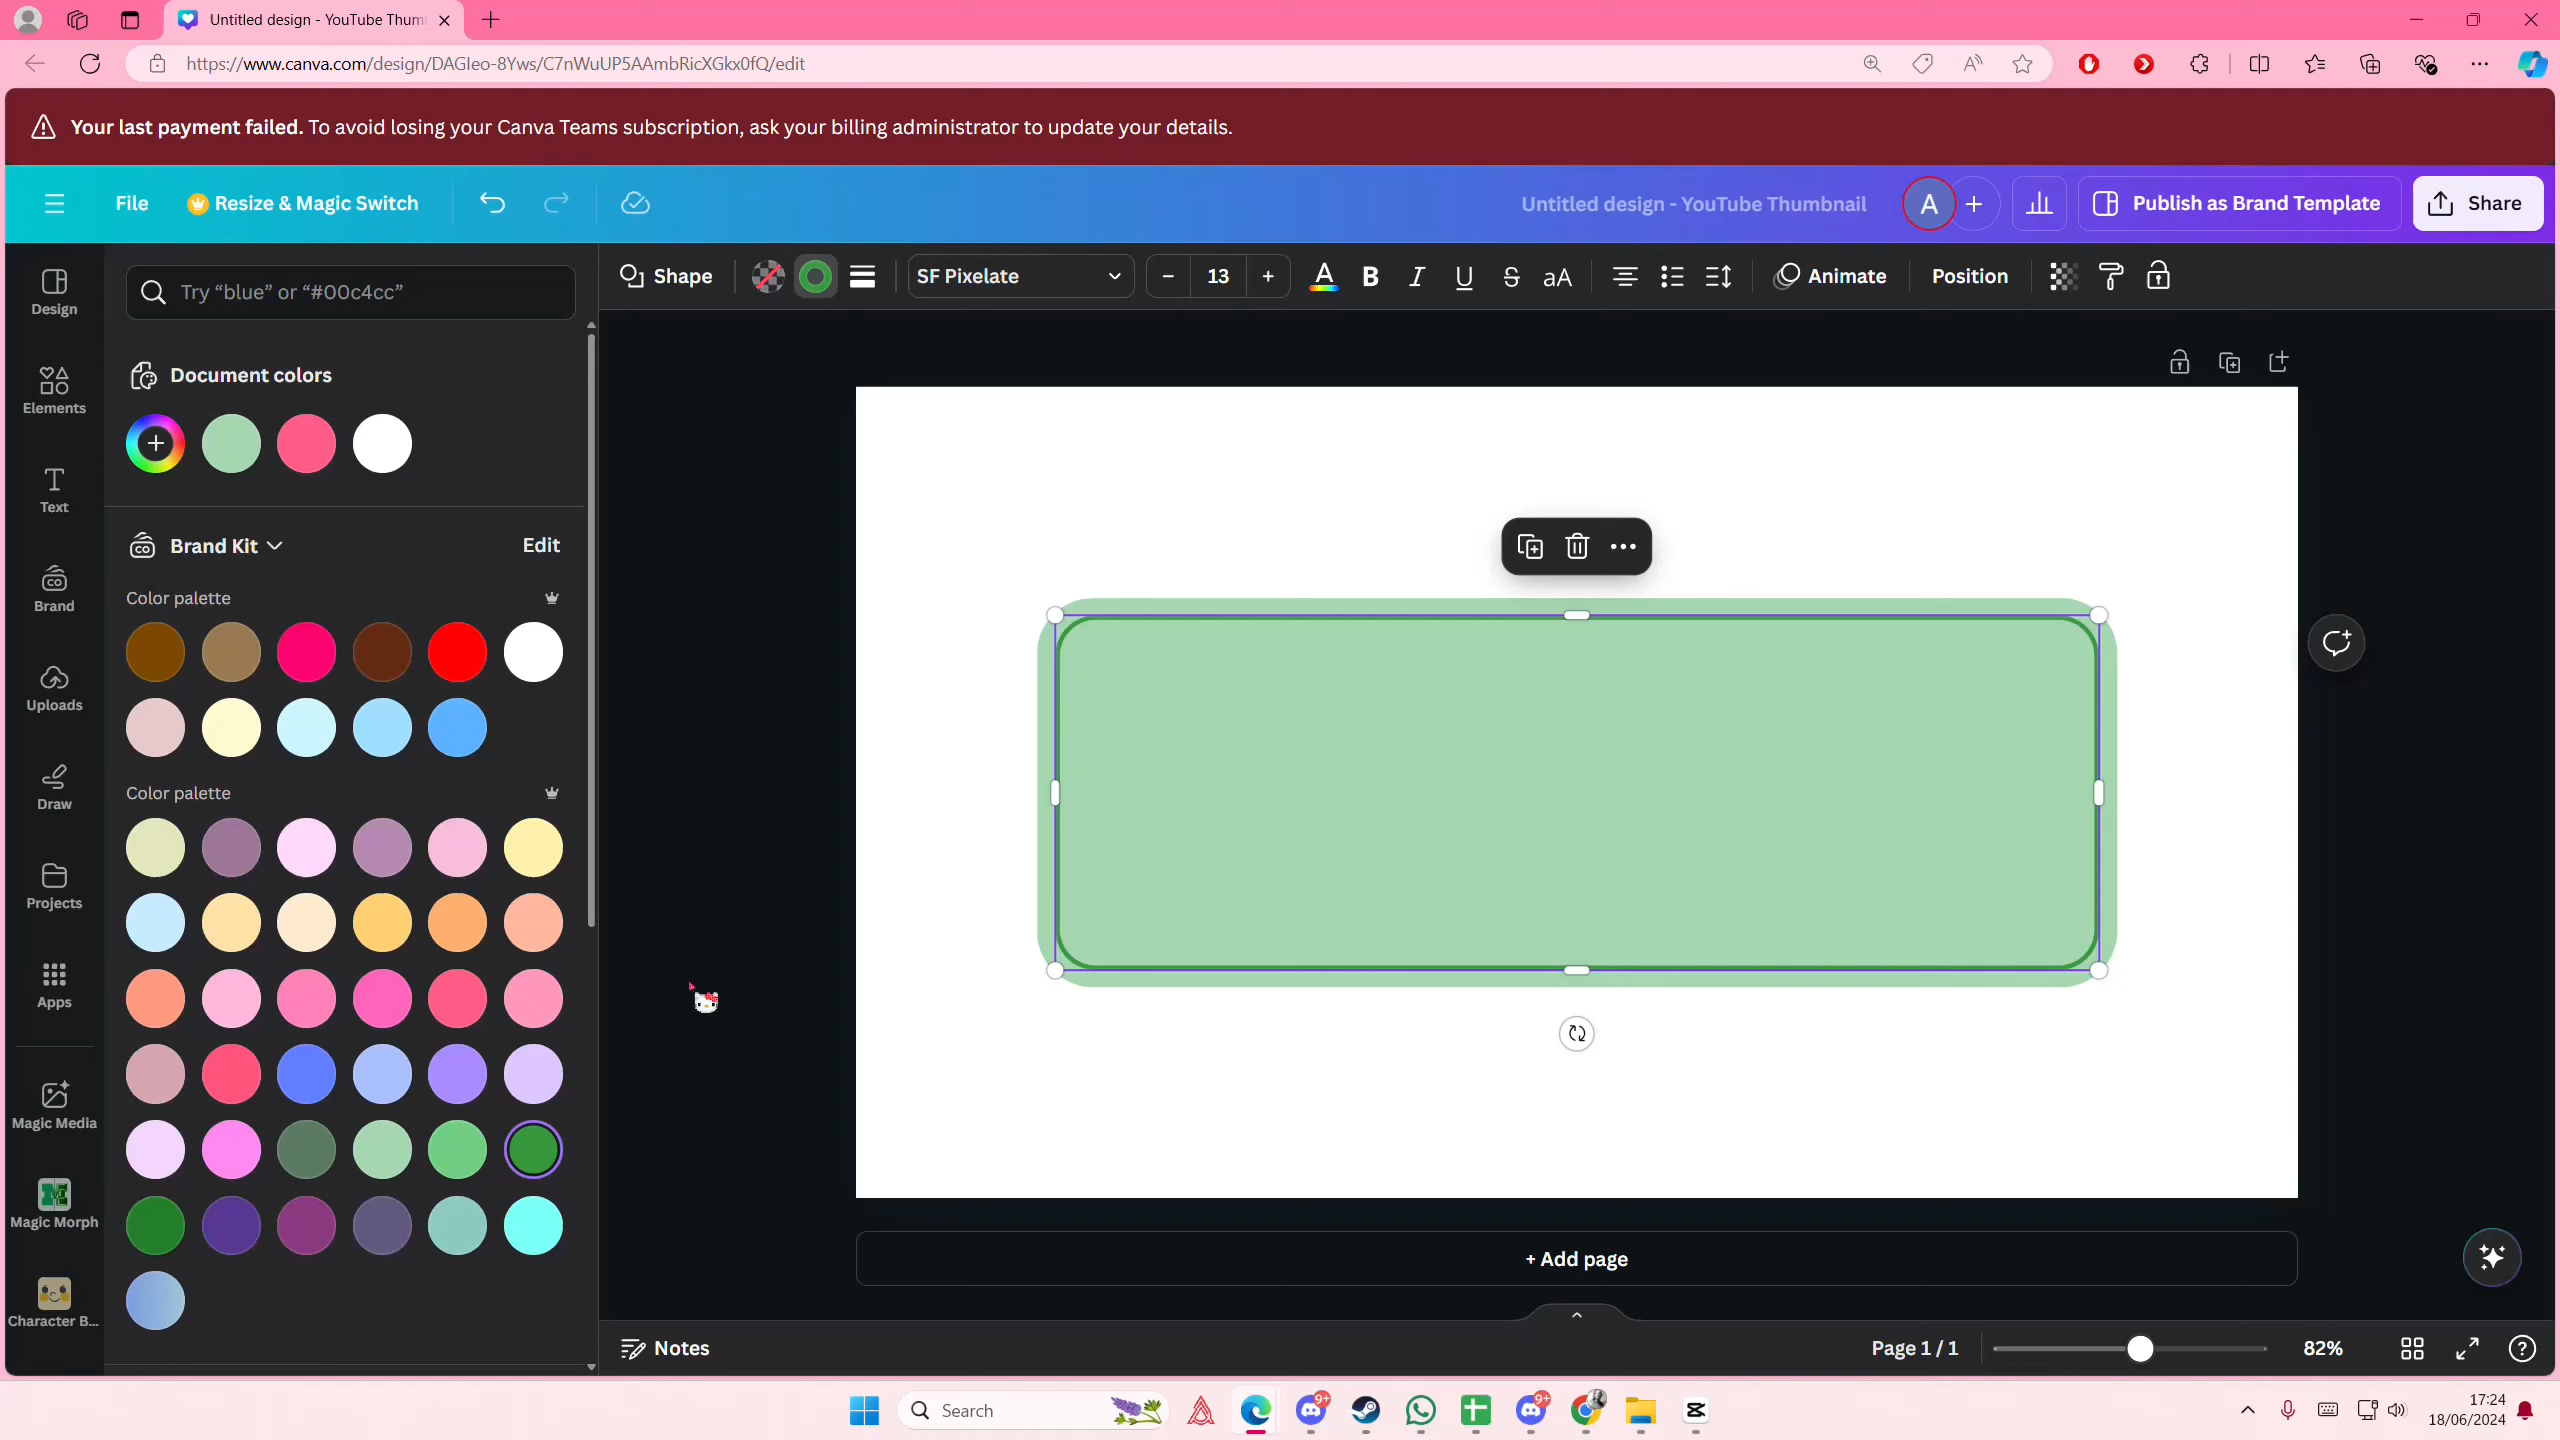 Untitled design - YouTube Thum
https://www.canva.com/design/DAGIeo-8Yws/C7nWuUP5AAmbRicXGkx0fQ/edit
Your last payment failed. To avoid losing your Canva Teams subscription, ask your billing administrator to update your details.
File
Resize & Magic Switch
Untitled design - YouTube Thumbnail
A
Publish as Brand Template
Share
Design
Elements
Text
Brand
Uploads
Draw
Projects
Apps
Magic Media
Magic Morph
Character B...
Try “blue” or “#00c4cc”
Document colors
Brand Kit
Edit
Color palette
Color palette
Shape
SF Pixelate
– 13 +
A B I U S aA
Animate
Position
+ Add page
Notes
Page 1 / 1
82%
Search
9+
9+
17:24
18/06/2024